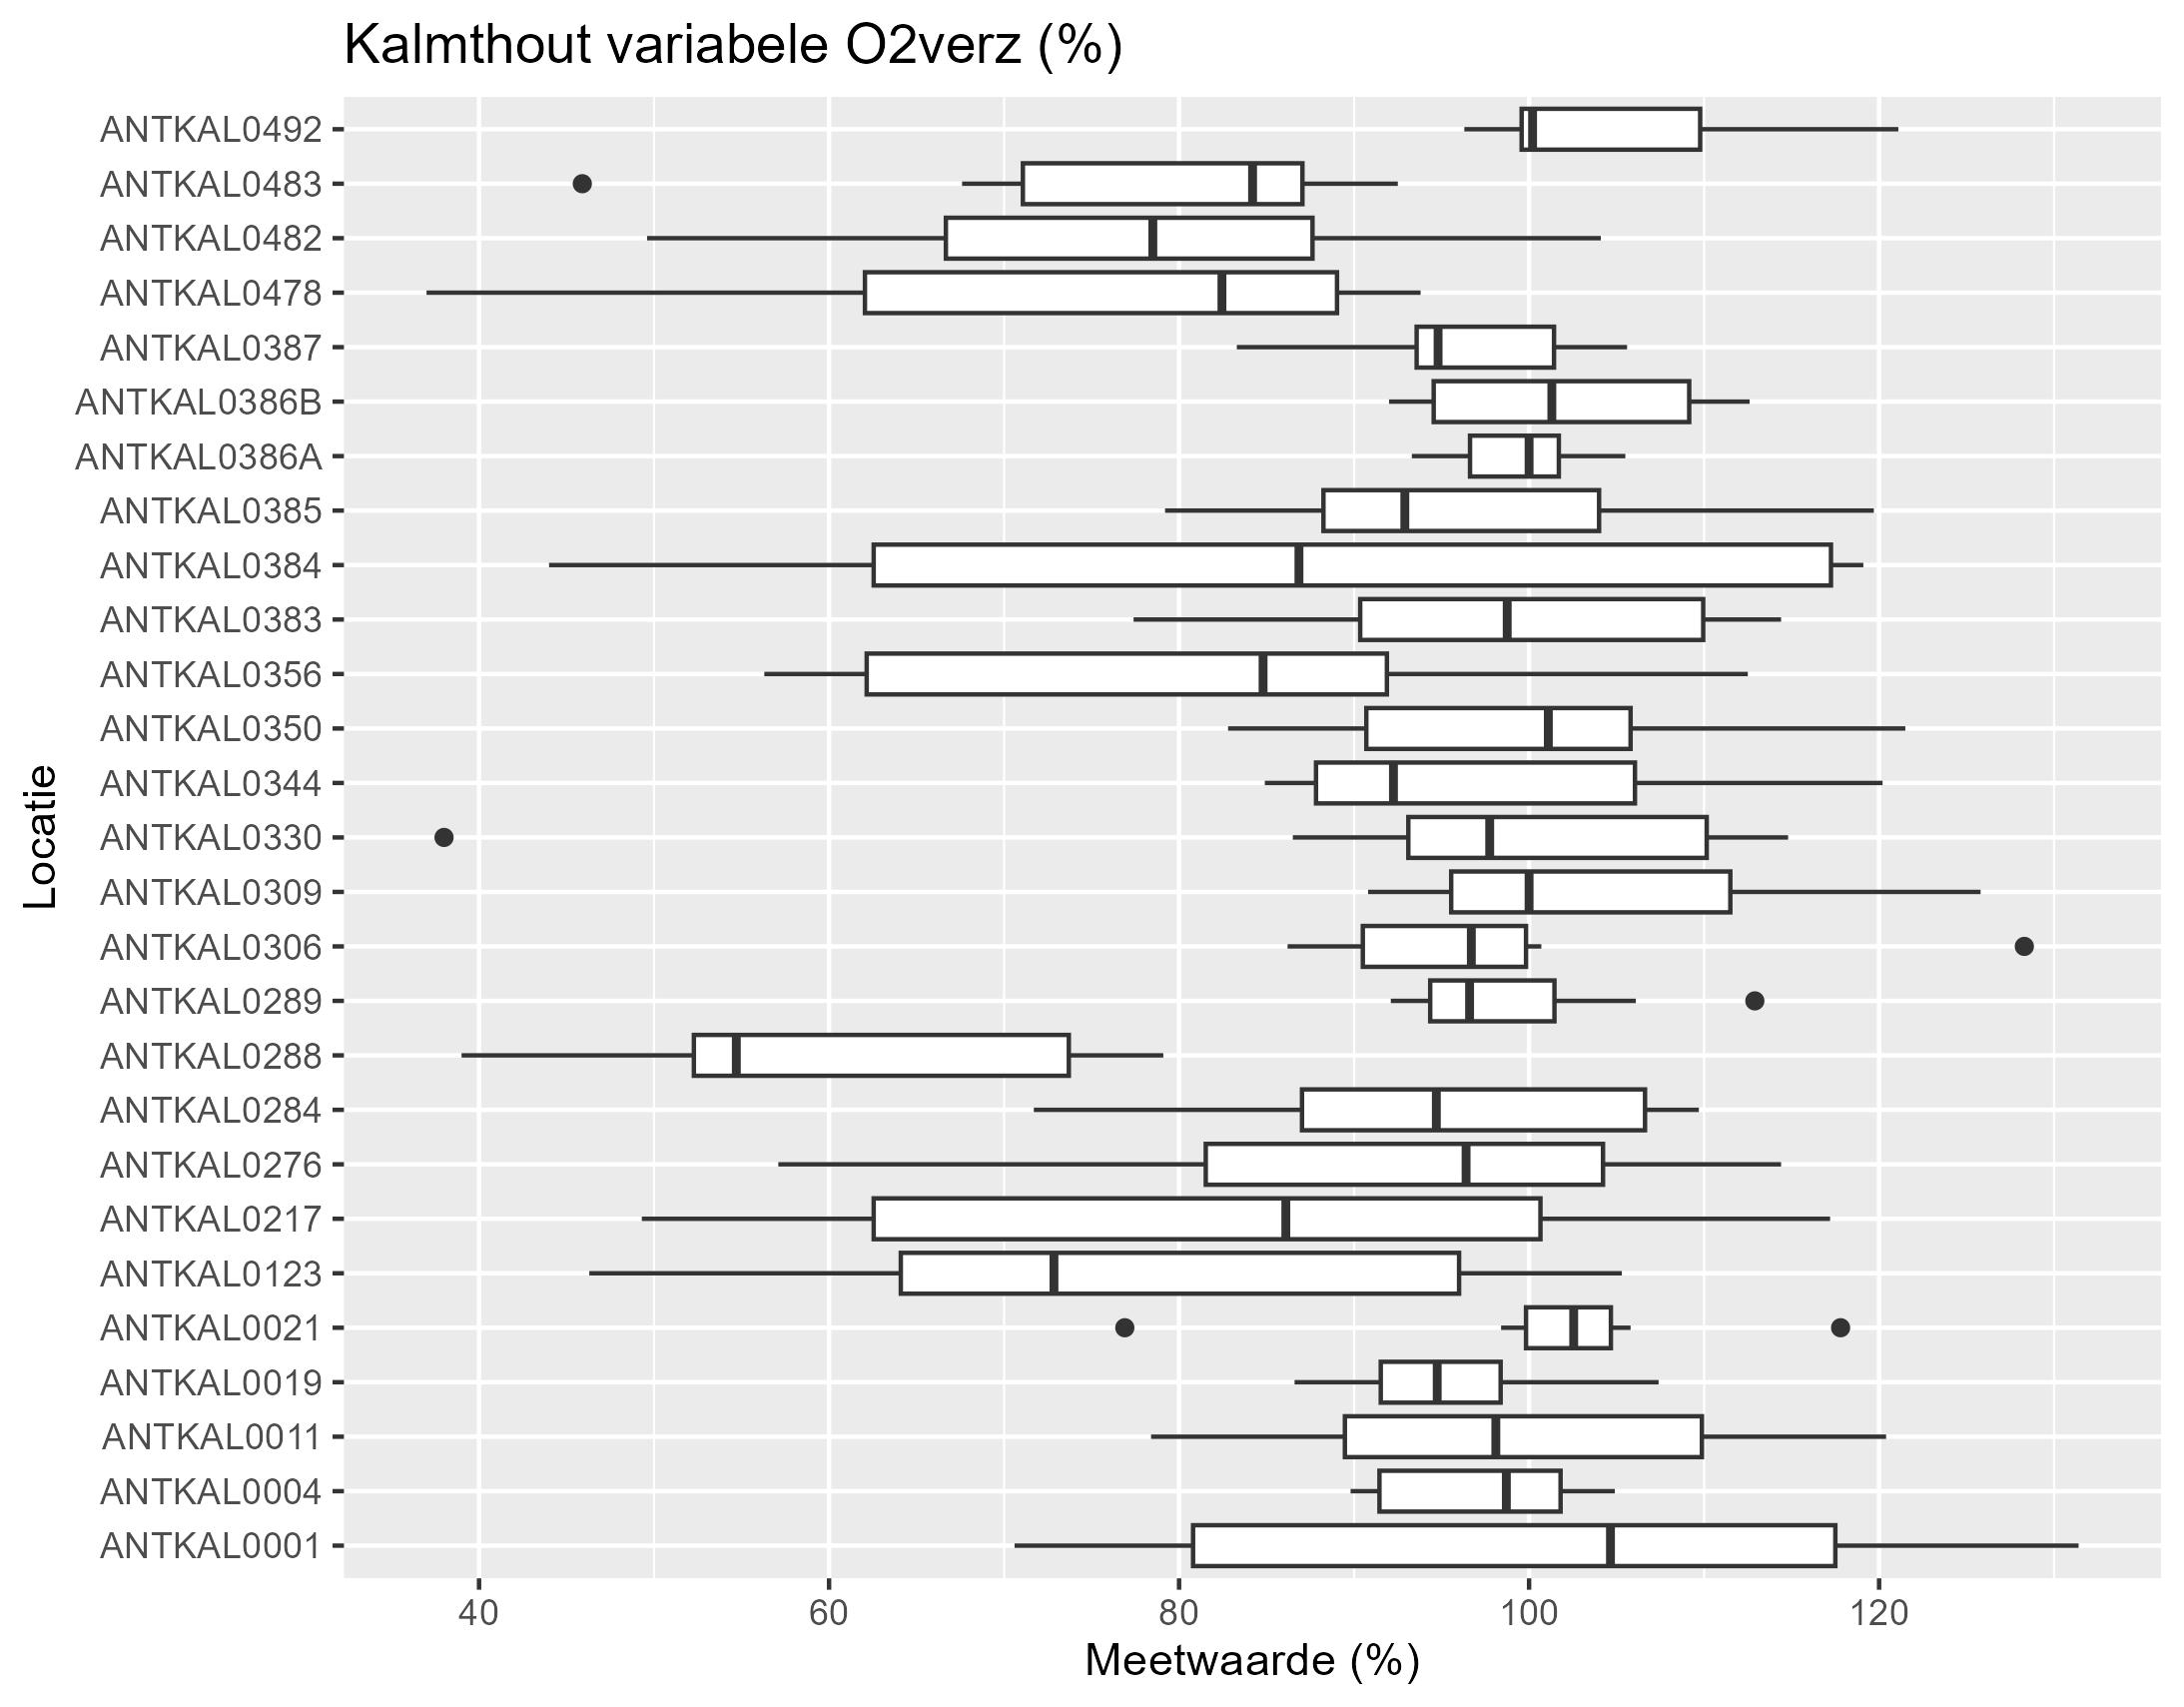 Kalmthout variabele O2verz (%)
ANTKAL0492
ANTKAL0483
ANTKAL0482
ANTKAL0478
ANTKAL0387
ANTKAL0386B
ANTKAL0386A
ANTKAL0385
ANTKAL0384
ANTKAL0383
ANTKAL0356
ANTKAL0350
ANTKAL0344
ANTKAL0330
ANTKAL0309
ANTKAL0306
ANTKAL0289
ANTKAL0288
ANTKAL0284
ANTKAL0276
ANTKAL0217
ANTKAL0123
ANTKAL0021
ANTKAL0019
ANTKAL0011
ANTKAL0004
ANTKAL0001
Locatie
40 60 80 100 120
Meetwaarde (%)